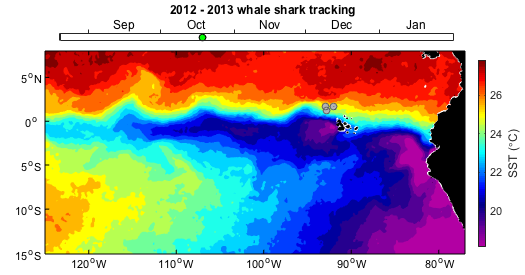 2012 - 2013 whale shark tracking
Sep Oct Nov Dec Jan
5°N
0°
5°S
10°S
15°S
120°W 110°W 100°W 90°W 80°W
26
24
22
20
SST (°C)